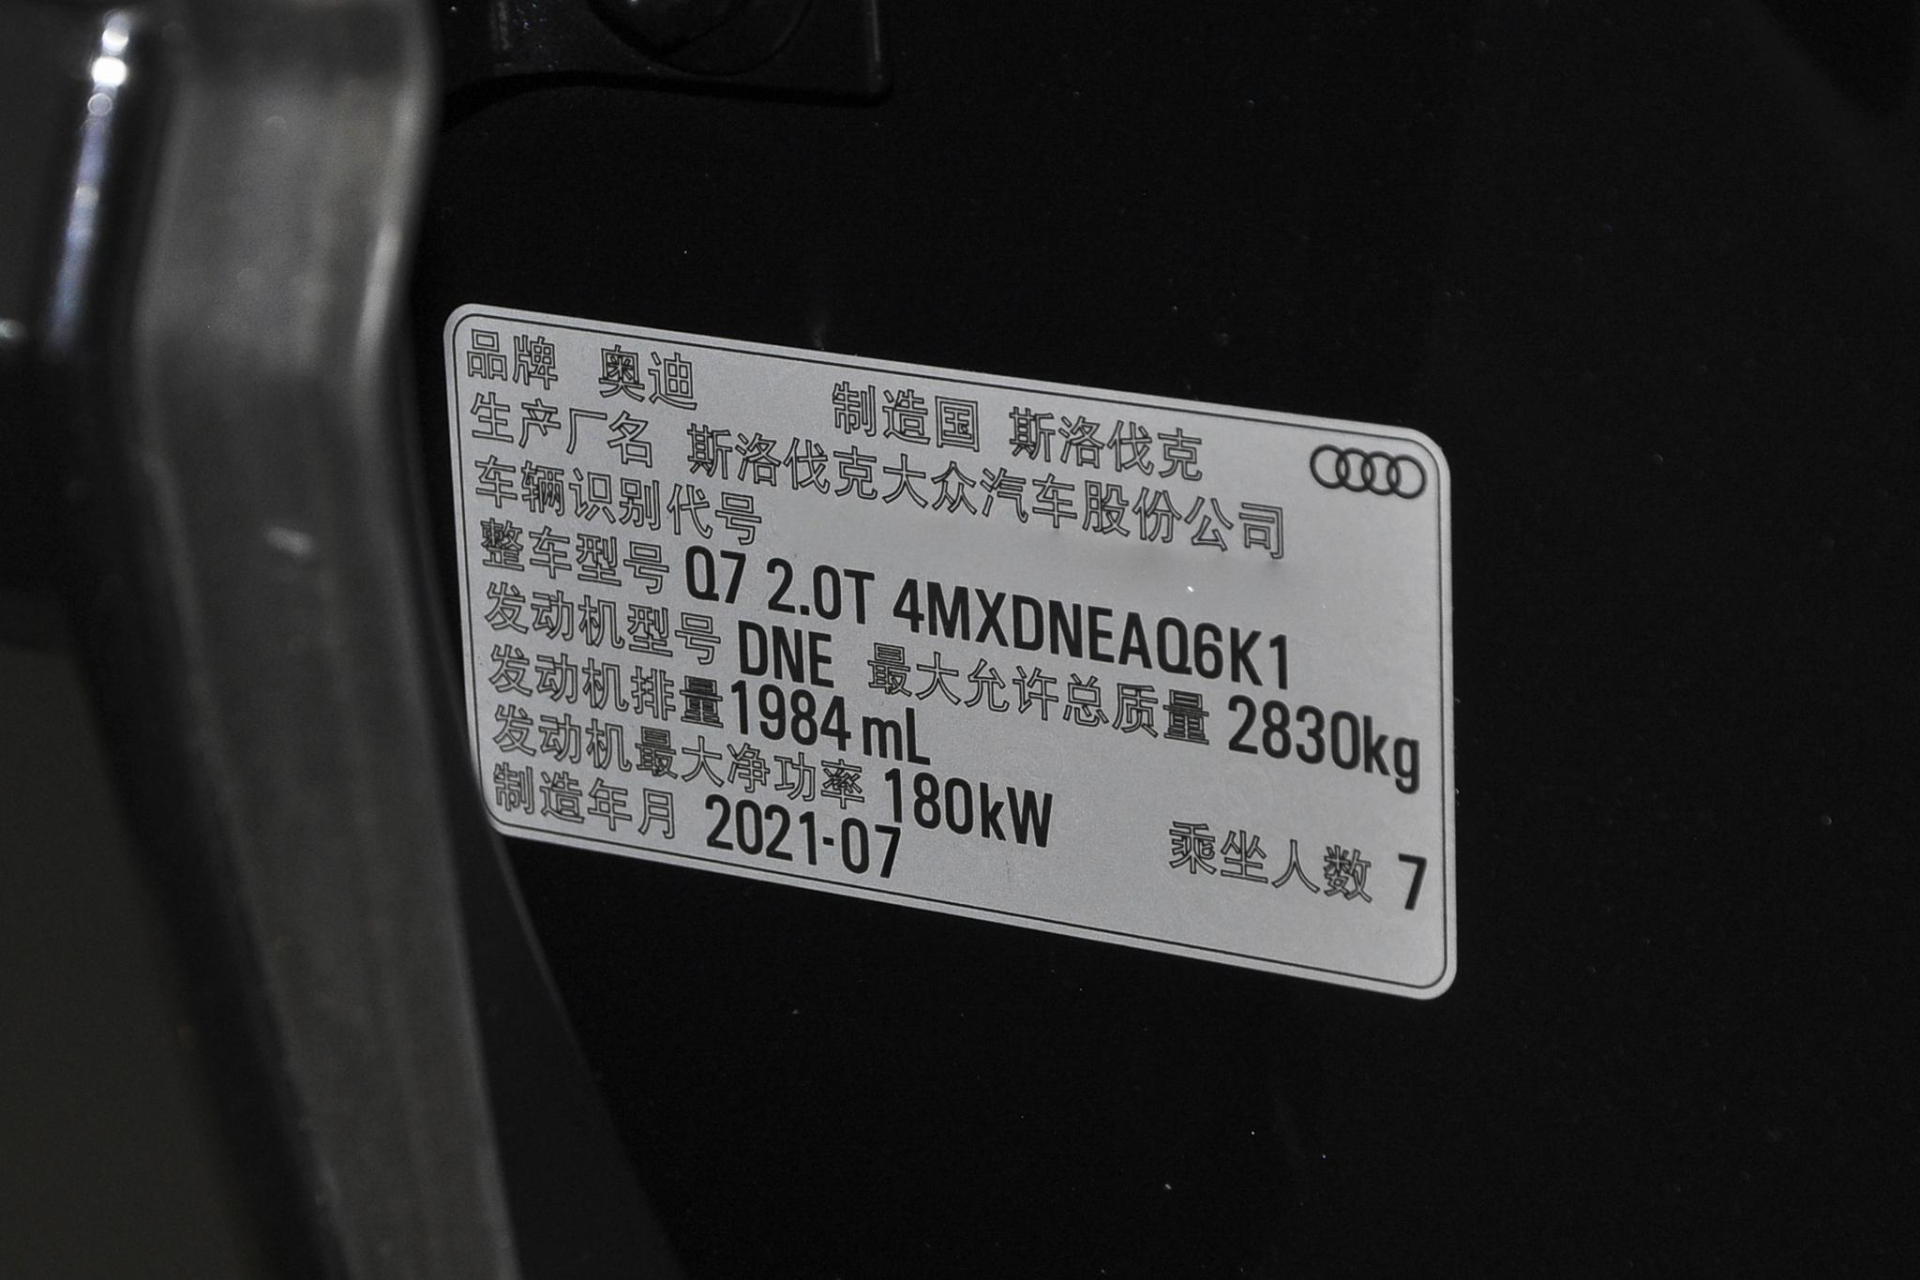 品牌 奥迪 制造国 斯洛伐克
生产厂名 斯洛伐克大众汽车股份公司
车辆识别代号
整车型号 Q7 2.0T 4MXDNEAQ6K1
发动机型号 DNE 最大允许总质量 2830kg
发动机排量 1984 mL
发动机最大净功率 180kW 乘坐人数 7
制造年月 2021-07